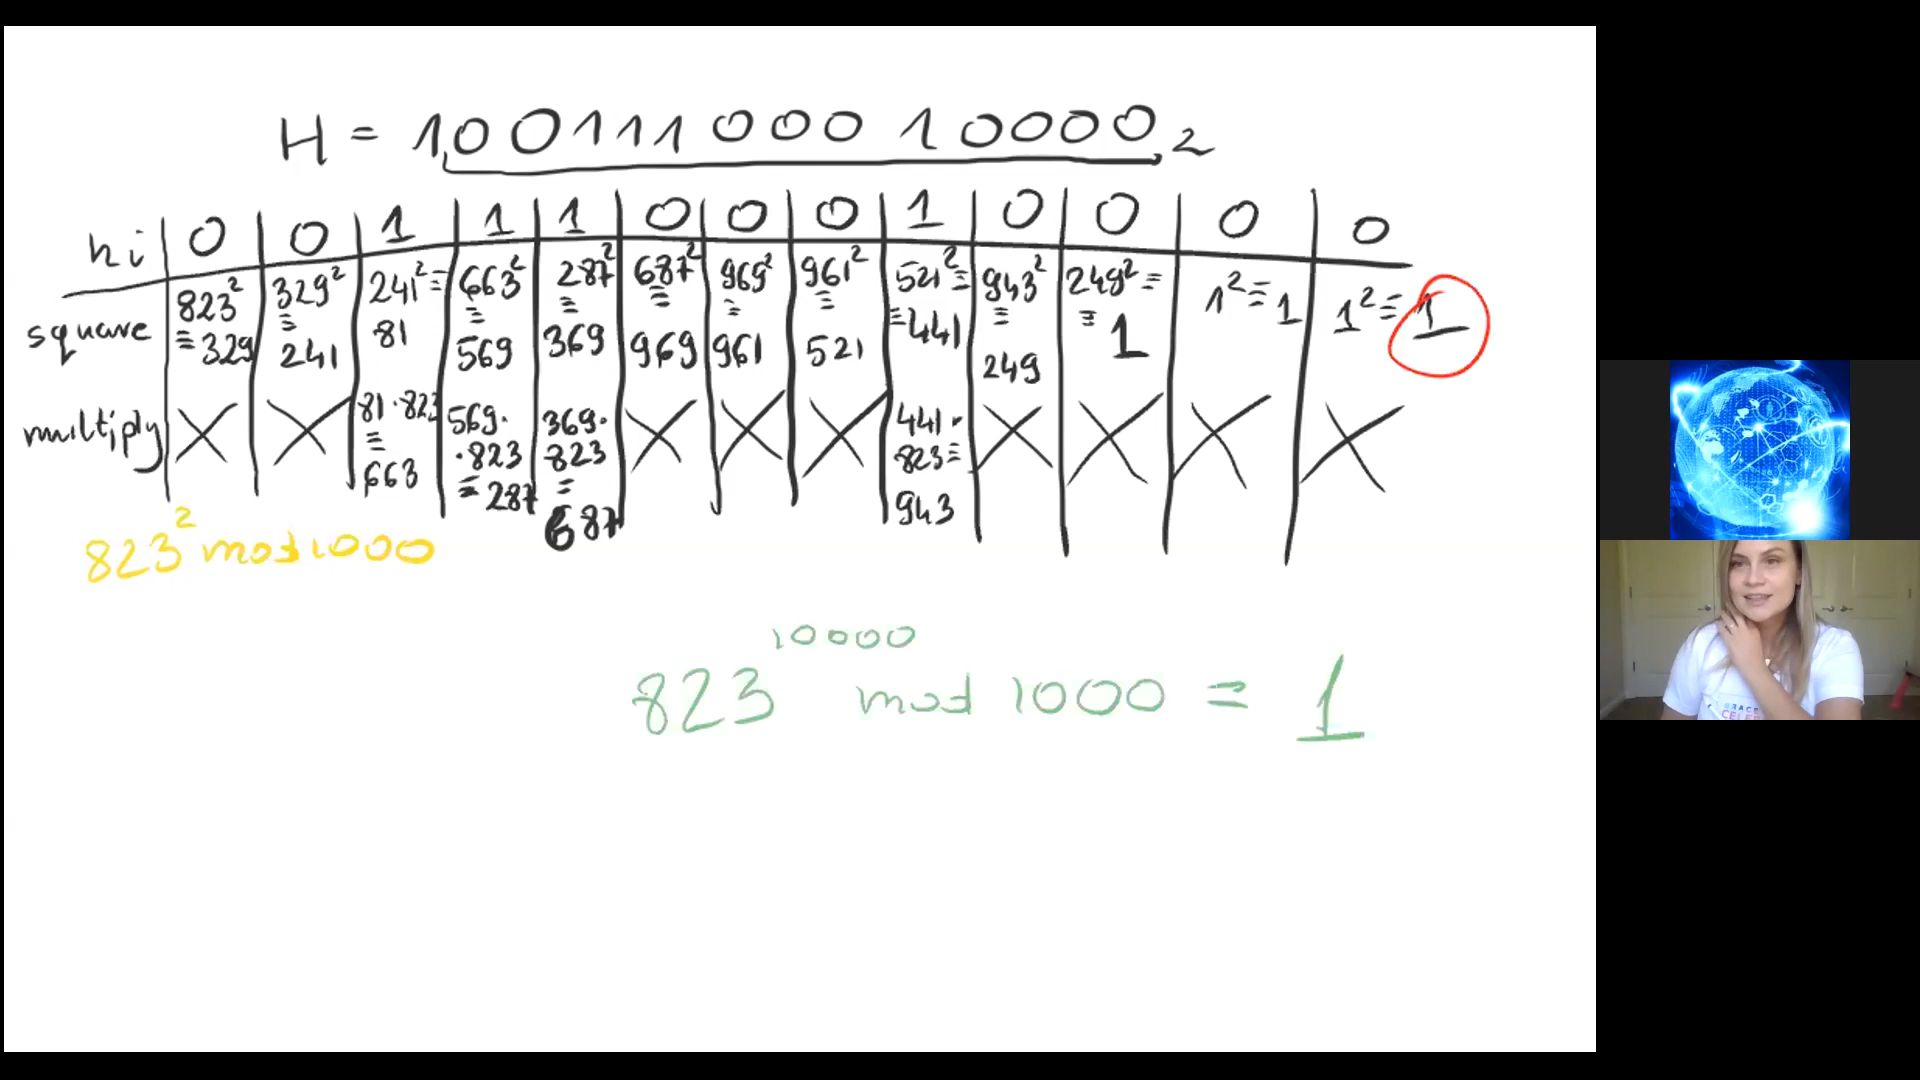 H = 10011100010000₂
hi 0 0 1 1 1 0 0 0 1 0 0 0 0
square 823² ≡ 329 | 329² ≡ 241 | 241² ≡ 81 | 663² ≡ 569 | 287² ≡ 369 | 687² ≡ 969 | 969² ≡ 961 | 961² ≡ 521 | 521² ≡ ≡ 441 | 943² ≡ 249 | 249² ≡ ≡ 1 | 1² ≡ 1 | 1² ≡ 1
multiply X | X | 81·823 ≡ 663 | 569· ·823 ≡ 287 | 369· 823 ≡ 687 | X | X | X | 441· 823 ≡ 943 | X | X | X | X
823² mod 1000
823¹⁰⁰⁰⁰ mod 1000 = 1